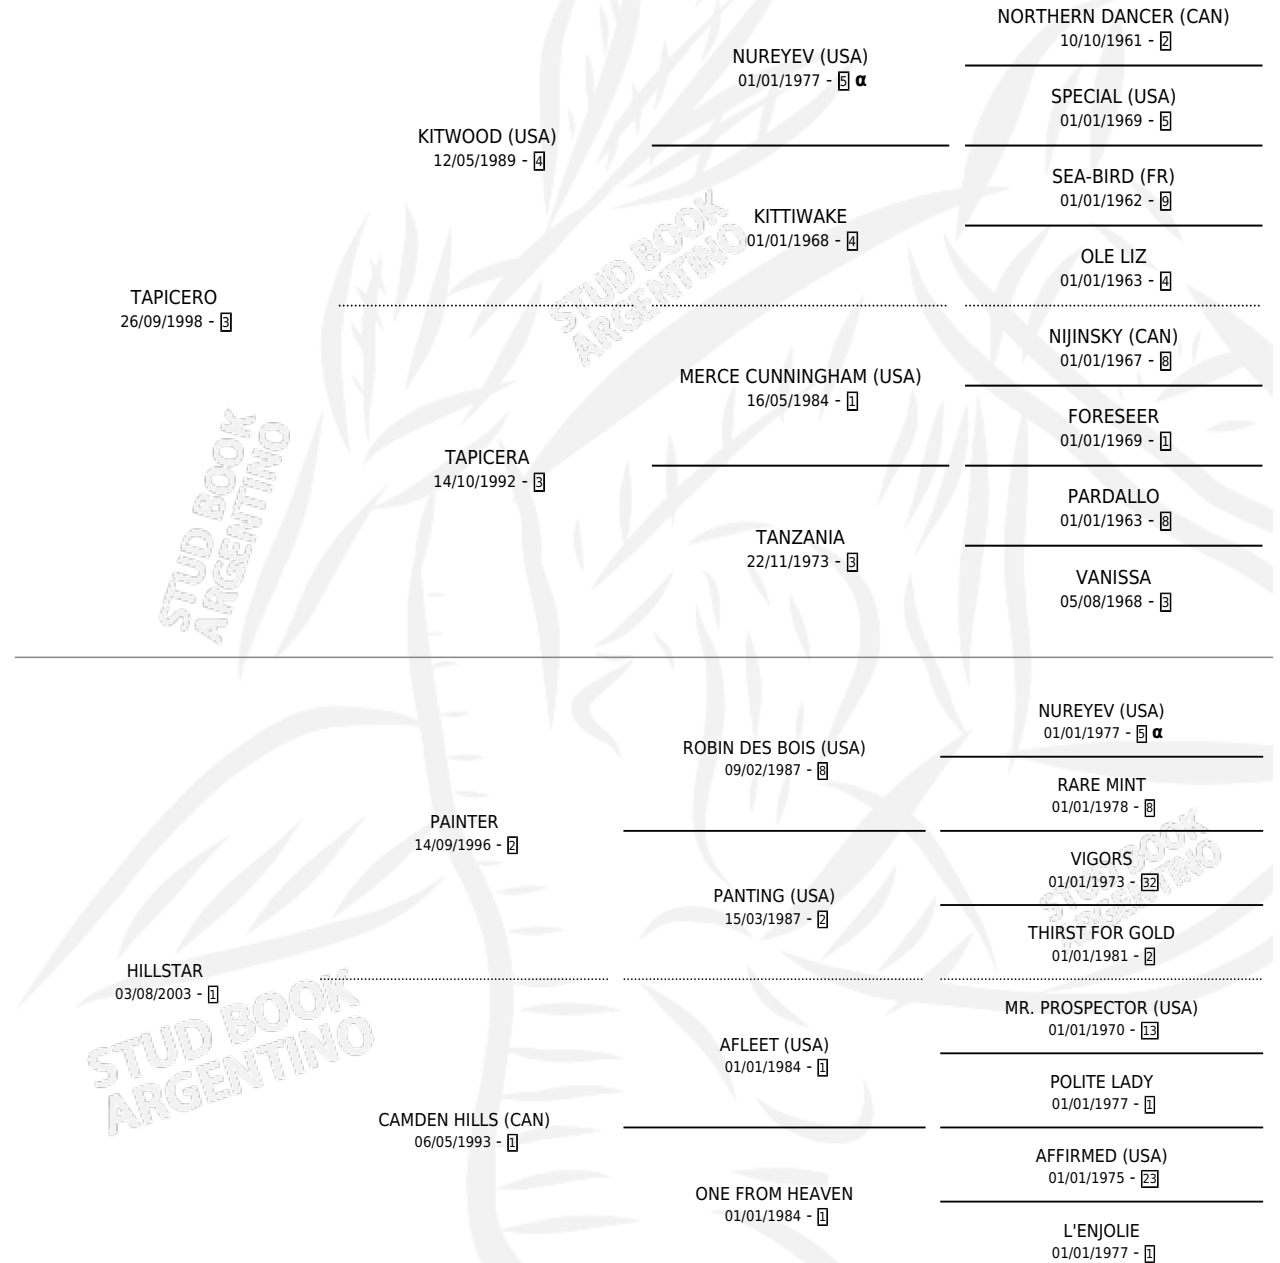 TAPICERO
26/09/1998 - 3
KITWOOD (USA)
12/05/1989 - 4
NUREYEV (USA)
01/01/1977 - 5 α
NORTHERN DANCER (CAN)
10/10/1961 - 2
SPECIAL (USA)
01/01/1969 - 5
KITTIWAKE
01/01/1968 - 4
SEA-BIRD (FR)
01/01/1962 - 9
OLE LIZ
01/01/1963 - 4
TAPICERA
14/10/1992 - 3
MERCE CUNNINGHAM (USA)
16/05/1984 - 1
NIJINSKY (CAN)
01/01/1967 - 8
FORESEER
01/01/1969 - 1
TANZANIA
22/11/1973 - 3
PARDALLO
01/01/1963 - 8
VANISSA
05/08/1968 - 3
HILLSTAR
03/08/2003 - 1
PAINTER
14/09/1996 - 2
ROBIN DES BOIS (USA)
09/02/1987 - 8
NUREYEV (USA)
01/01/1977 - 5 α
RARE MINT
01/01/1978 - 8
PANTING (USA)
15/03/1987 - 2
VIGORS
01/01/1973 - 32
THIRST FOR GOLD
01/01/1981 - 2
CAMDEN HILLS (CAN)
06/05/1993 - 1
AFLEET (USA)
01/01/1984 - 1
MR. PROSPECTOR (USA)
01/01/1970 - 13
POLITE LADY
01/01/1977 - 1
ONE FROM HEAVEN
01/01/1984 - 1
AFFIRMED (USA)
01/01/1975 - 23
L'ENJOLIE
01/01/1977 - 1
STUD BOOK
ARGENTINO
STUD BOOK
ARGENTINO
STUD BOOK
ARGENTINO
STUD BOOK
ARGENTINO